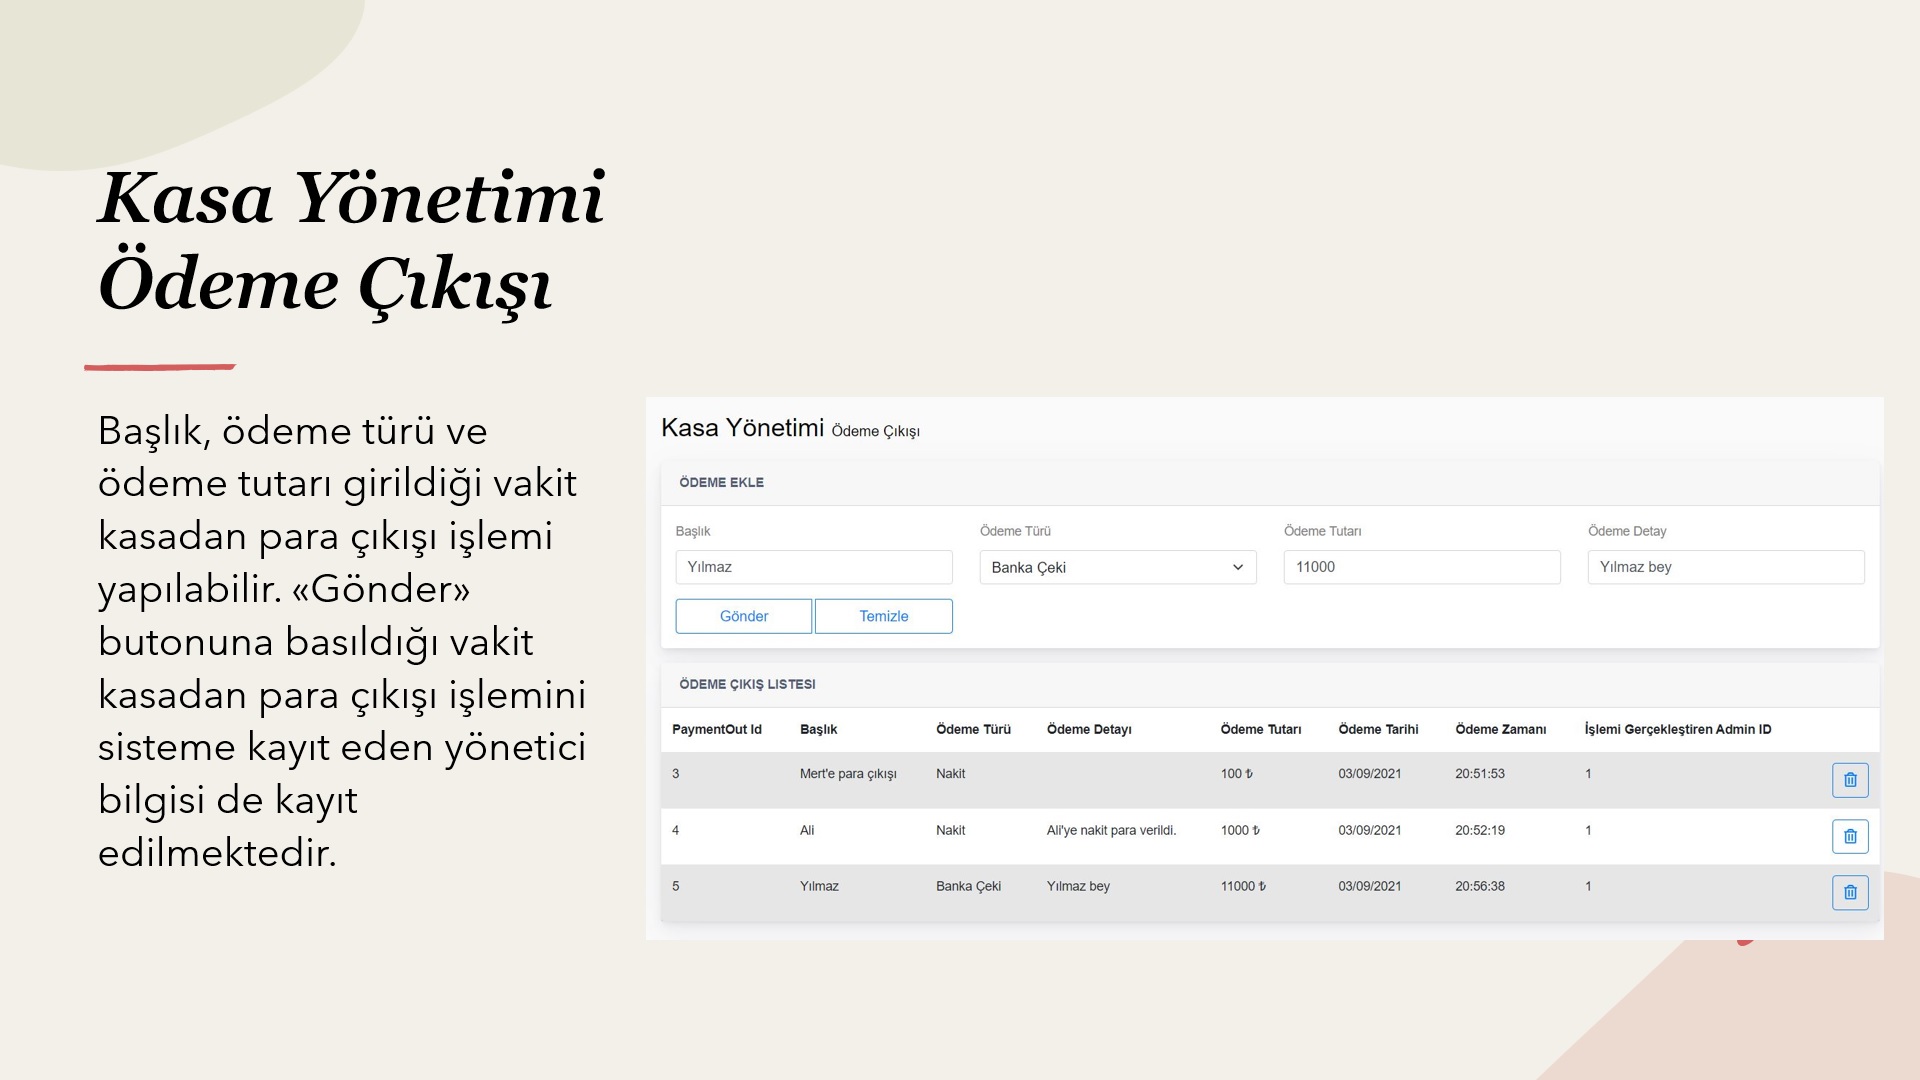 Kasa Yönetimi
Ödeme Çıkışı
Başlık, ödeme türü ve
ödeme tutarı girildiği vakit
kasadan para çıkışı işlemi
yapılabilir. «Gönder»
butonuna basıldığı vakit
kasadan para çıkışı işlemini
sisteme kayıt eden yönetici
bilgisi de kayıt
edilmektedir.
Kasa Yönetimi Ödeme Çıkışı
ÖDEME EKLE
Başlık Ödeme Türü Ödeme Tutarı Ödeme Detay
Yılmaz Banka Çeki 11000 Yılmaz bey
Gönder Temizle
ÖDEME ÇIKIŞ LISTESI
PaymentOut Id Başlık Ödeme Türü Ödeme Detayı Ödeme Tutarı Ödeme Tarihi Ödeme Zamanı İşlemi Gerçekleştiren Admin ID
3 Mert'e para çıkışı Nakit 100 ₺ 03/09/2021 20:51:53 1
4 Ali Nakit Ali'ye nakit para verildi. 1000 ₺ 03/09/2021 20:52:19 1
5 Yılmaz Banka Çeki Yılmaz bey 11000 ₺ 03/09/2021 20:56:38 1